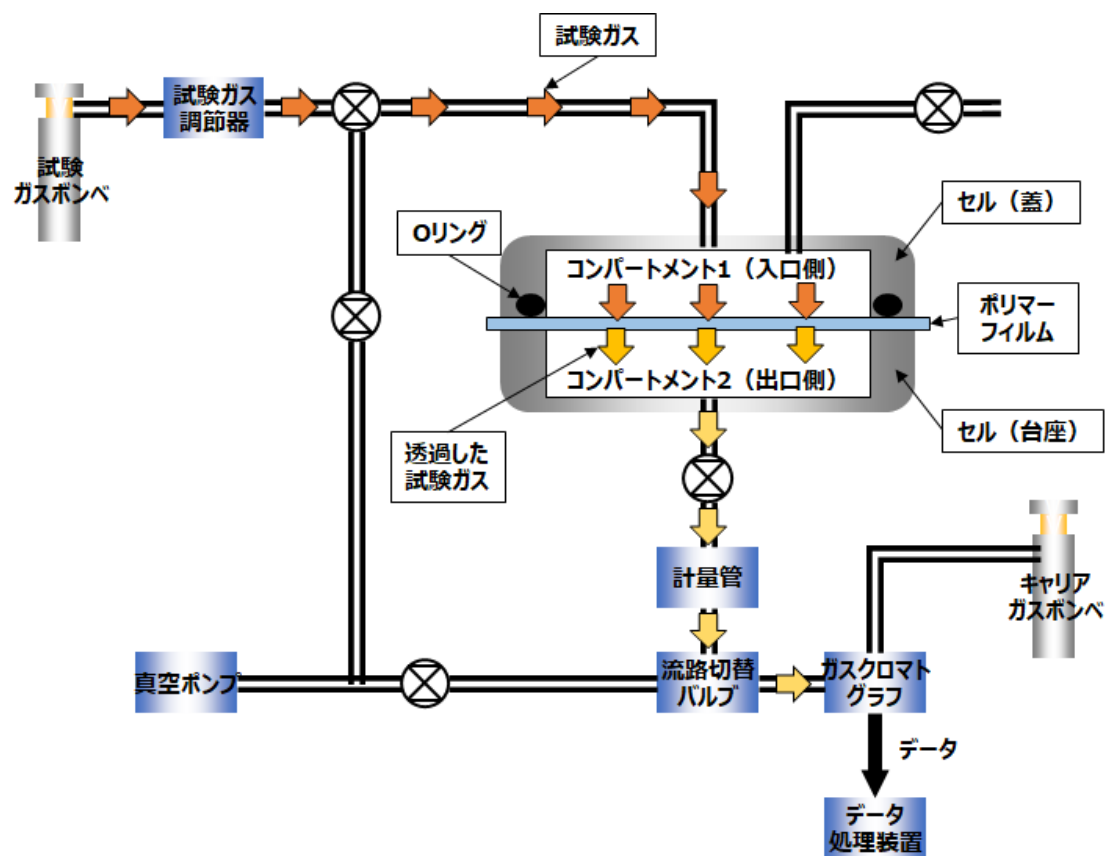 試験ガス
試験ガス
調節器
試験
ガスボンベ
Oリング
セル（蓋）
コンパートメント1（入口側）
ポリマー
フィルム
コンパートメント2（出口側）
セル（台座）
透過した
試験ガス
計量管
キャリア
ガスボンベ
真空ポンプ
流路切替
バルブ
ガスクロマト
グラフ
データ
データ
処理装置